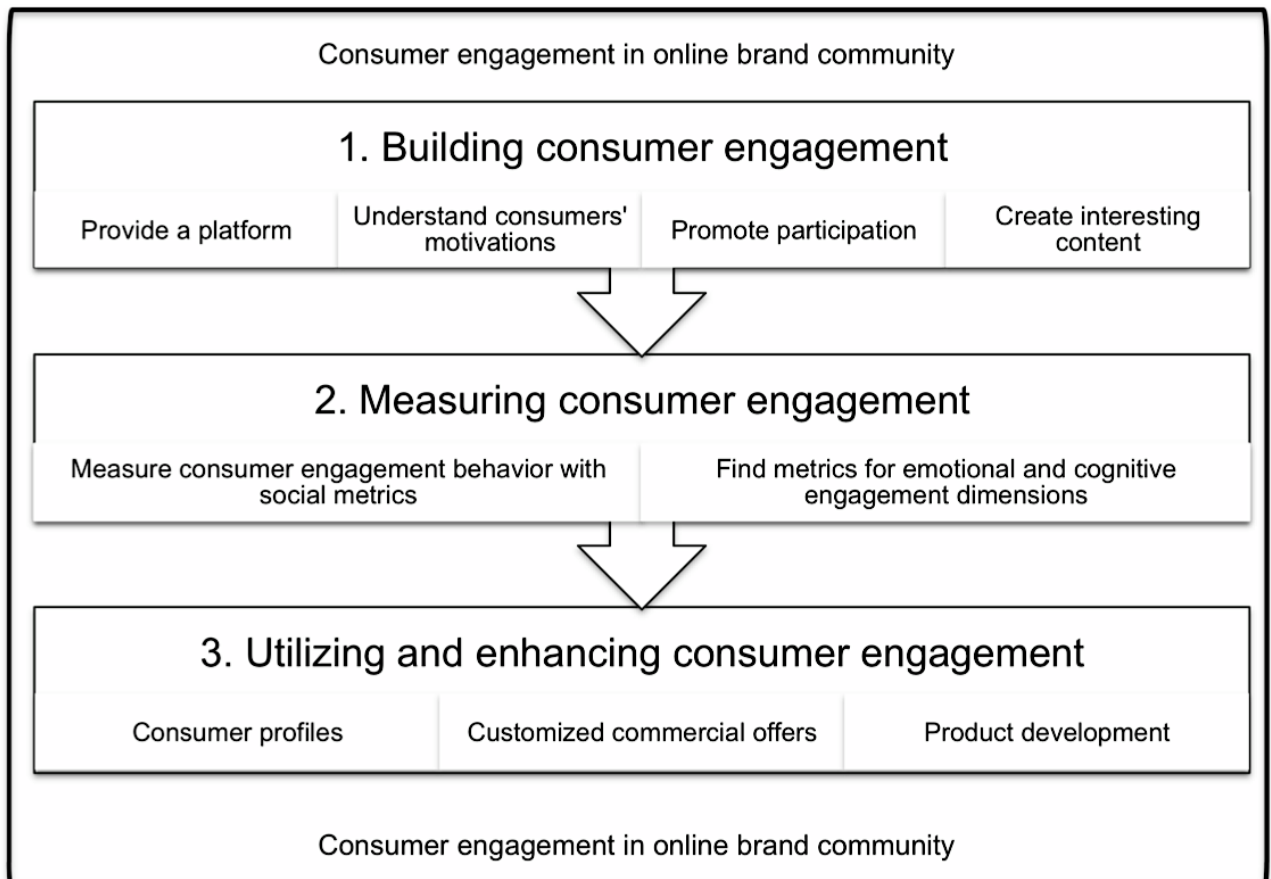 Consumer engagement in online brand community
1. Building consumer engagement
Provide a platform
Understand consumers'
motivations
Promote participation
Create interesting
content
2. Measuring consumer engagement
Measure consumer engagement behavior with
social metrics
Find metrics for emotional and cognitive
engagement dimensions
3. Utilizing and enhancing consumer engagement
Consumer profiles
Customized commercial offers
Product development
Consumer engagement in online brand community